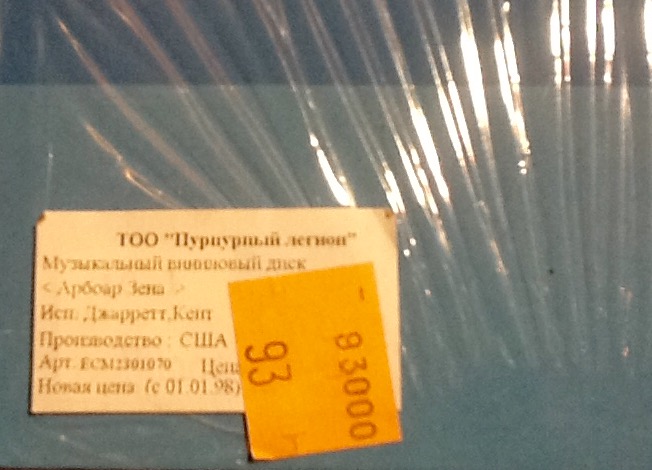 ТОО "Пурпурный легион"
Музыкальный виниловый диск
< Арбоар Зена >
Исп. Джарретт,Кент
Производство : США
Арт. ECM2301070 Цена
Новая цена (с 01.01.98)
- 93000
93